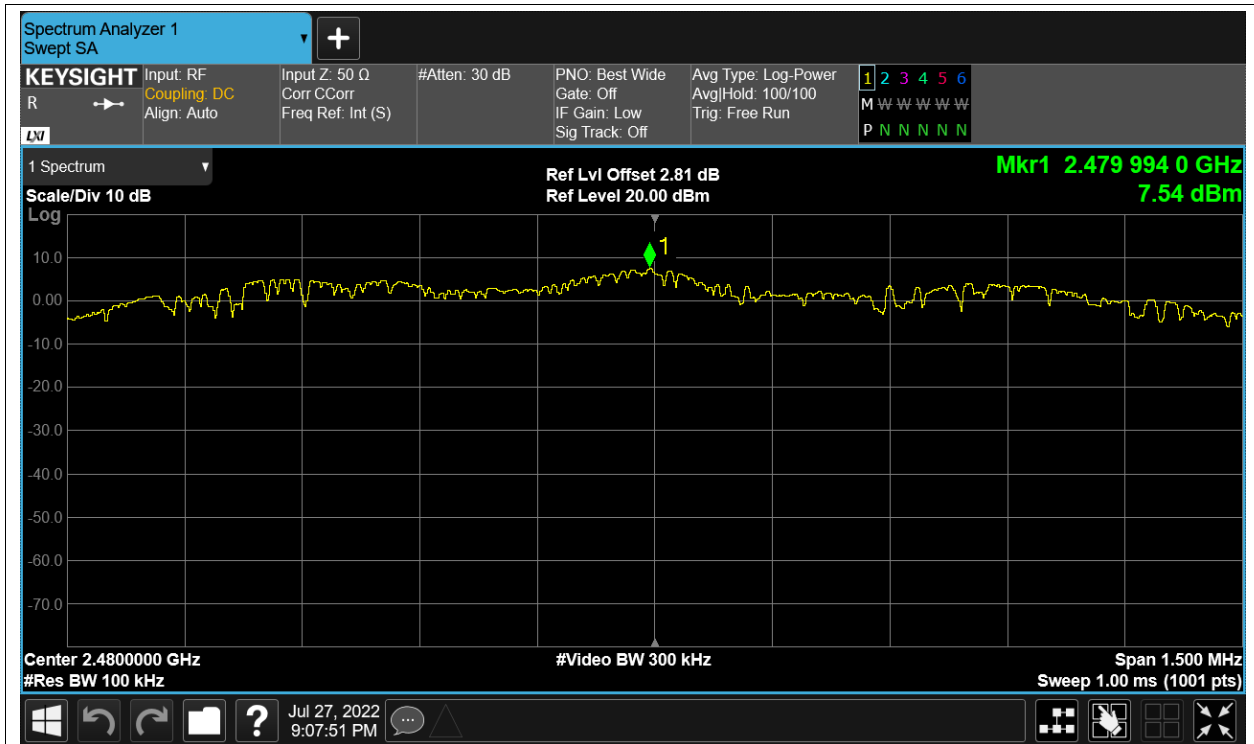 Spectrum Analyzer 1
Swept SA
KEYSIGHT
R
LXI
Input: RF
Coupling: DC
Align: Auto
Input Z: 50 Ω
Corr CCorr
Freq Ref: Int (S)
#Atten: 30 dB
PNO: Best Wide
Gate: Off
IF Gain: Low
Sig Track: Off
Avg Type: Log-Power
Avg|Hold: 100/100
Trig: Free Run
1 2 3 4 5 6
M W W W W W
P N N N N N
1 Spectrum
Scale/Div 10 dB
Log
Ref Lvl Offset 2.81 dB
Ref Level 20.00 dBm
Mkr1 2.479 994 0 GHz
7.54 dBm
1
10.0
0.00
-10.0
-20.0
-30.0
-40.0
-50.0
-60.0
-70.0
Center 2.4800000 GHz
#Res BW 100 kHz
#Video BW 300 kHz
Span 1.500 MHz
Sweep 1.00 ms (1001 pts)
?
Jul 27, 2022
9:07:51 PM